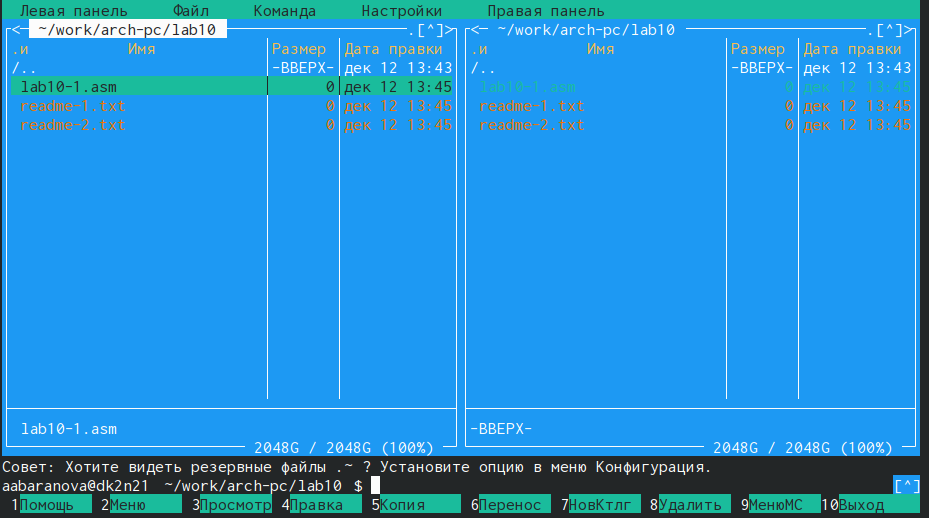 Левая панель Файл Команда Настройки Правая панель
<─ ~/work/arch-pc/lab10 .[^]> <─ ~/work/arch-pc/lab10 .[^]>
.и Имя Размер Дата правки .и Имя Размер Дата правки
/.. -ВВЕРХ- дек 12 13:43 /.. -ВВЕРХ- дек 12 13:43
lab10-1.asm 0 дек 12 13:45 lab10-1.asm 0 дек 12 13:45
readme-1.txt 0 дек 12 13:45 readme-1.txt 0 дек 12 13:45
readme-2.txt 0 дек 12 13:45 readme-2.txt 0 дек 12 13:45
lab10-1.asm -ВВЕРХ-
2048G / 2048G (100%) 2048G / 2048G (100%)
Совет: Хотите видеть резервные файлы .~ ? Установите опцию в меню Конфигурация.
aabaranova@dk2n21 ~/work/arch-pc/lab10 $ [^]
1Помощь 2Меню 3Просмотр 4Правка 5Копия 6Перенос 7НовКтлг 8Удалить 9МенюMC 10Выход